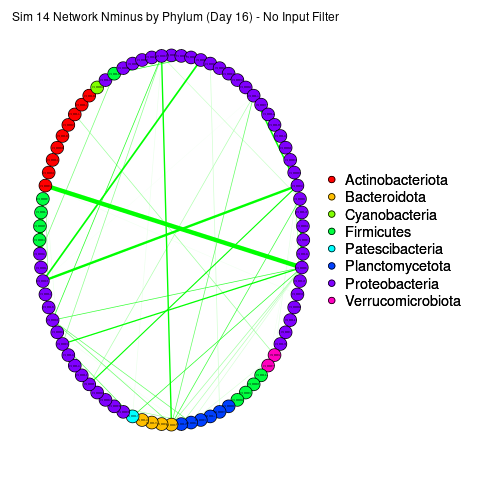 Sim 14 Network Nminus by Phylum (Day 16) - No Input Filter
Actinobacteriota
Bacteroidota
Cyanobacteria
Firmicutes
Patescibacteria
Planctomycetota
Proteobacteria
Verrucomicrobiota